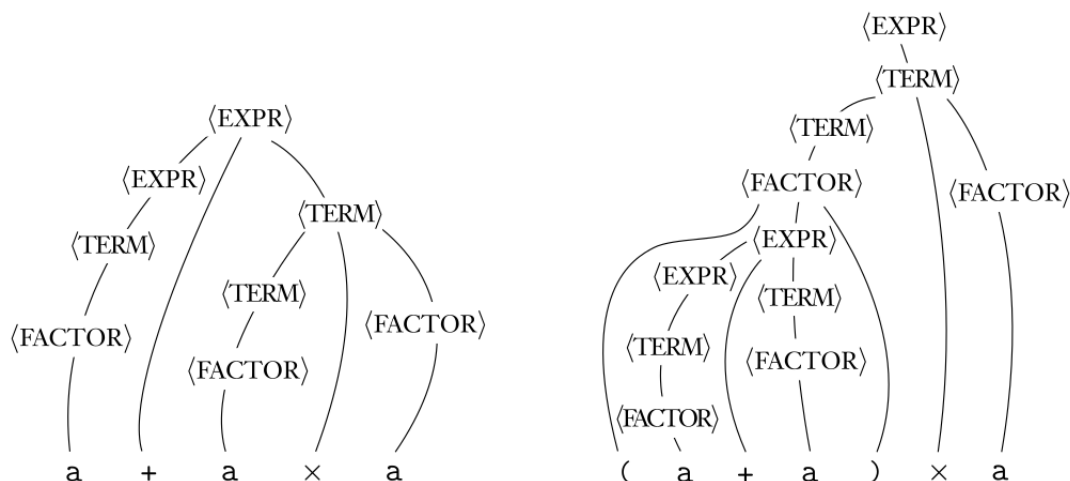 ⟨EXPR⟩
⟨EXPR⟩
⟨TERM⟩
⟨TERM⟩
⟨FACTOR⟩
⟨TERM⟩
⟨FACTOR⟩
⟨FACTOR⟩
a + a × a
⟨EXPR⟩
⟨TERM⟩
⟨TERM⟩
⟨FACTOR⟩ ⟨FACTOR⟩
⟨EXPR⟩
⟨EXPR⟩
⟨TERM⟩
⟨TERM⟩
⟨FACTOR⟩
⟨FACTOR⟩
( a + a ) × a